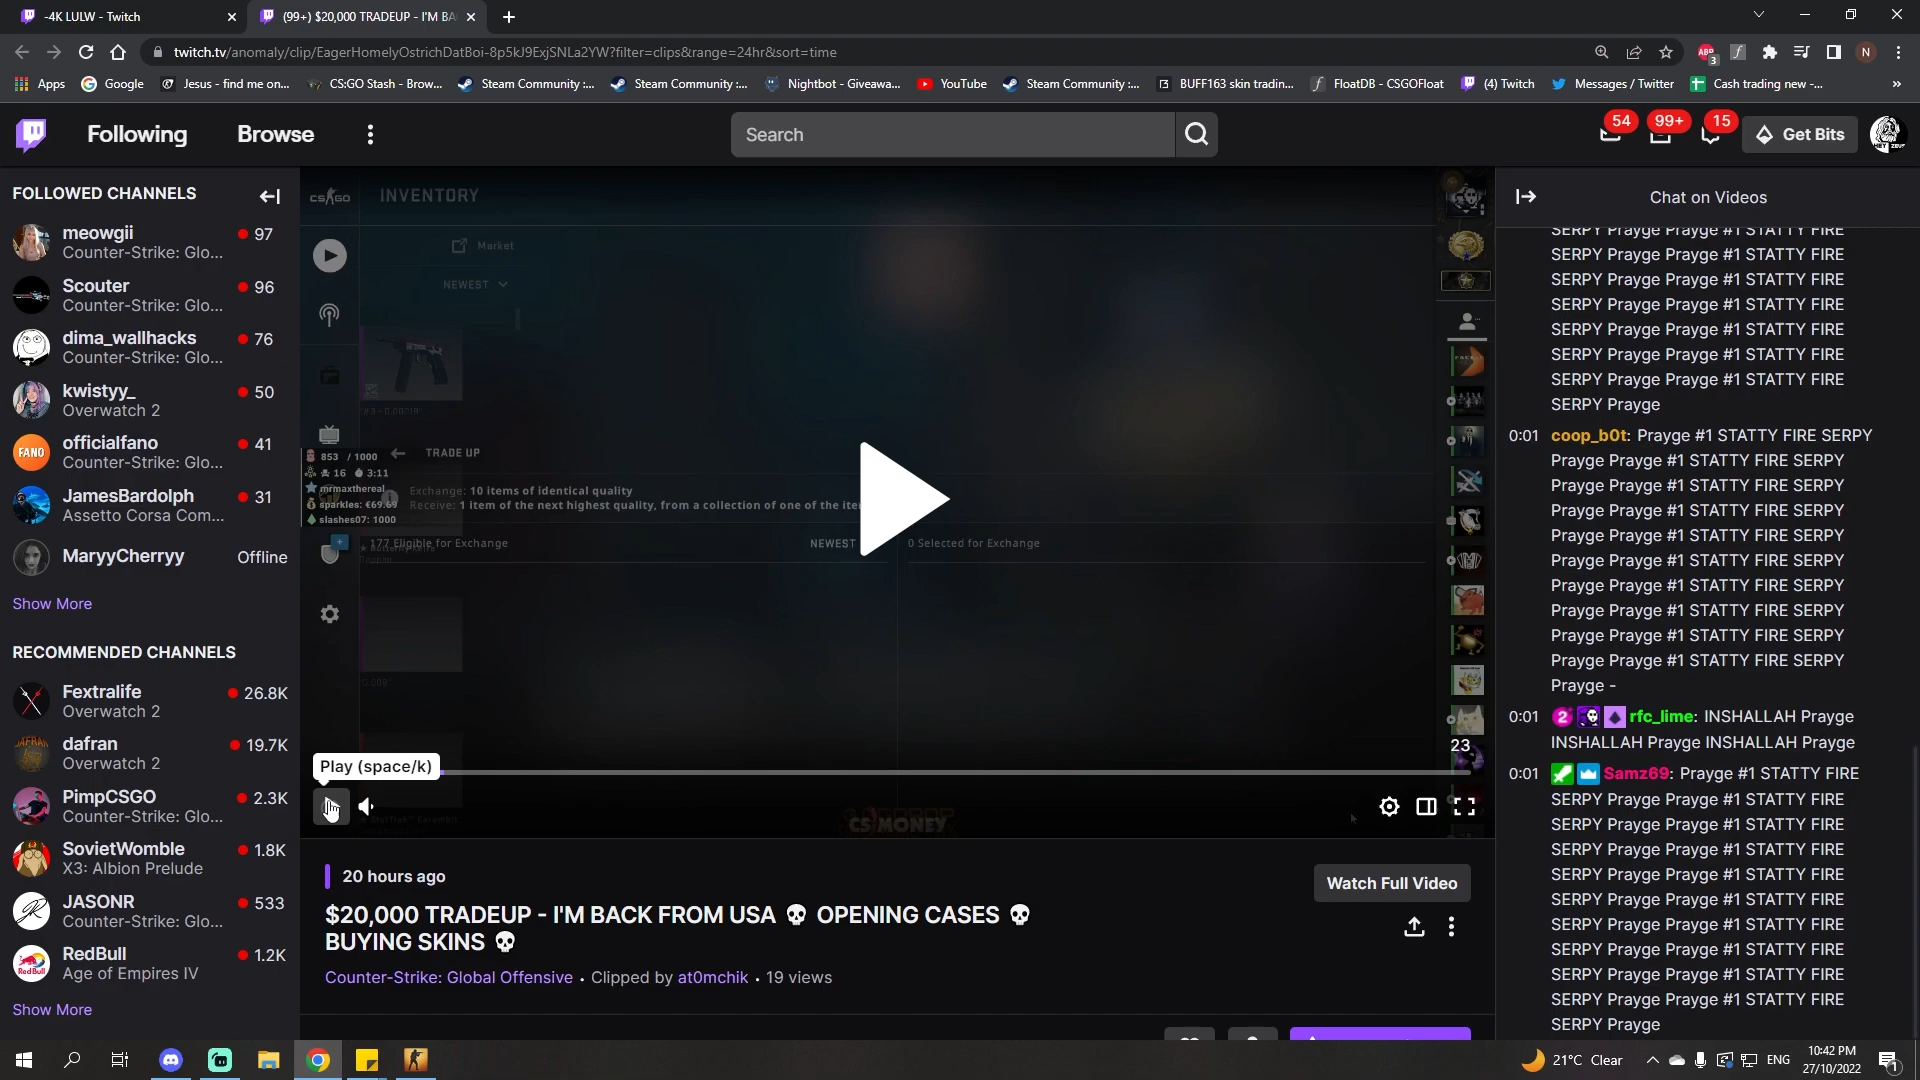 -4K LULW - Twitch
(99+) $20,000 TRADEUP - I'M BA
twitch.tv/anomaly/clip/EagerHomelyOstrichDatBoi-8p5kJ9ExjSNLa2YW?filter=clips&range=24hr&sort=time
Apps
Google
Jesus - find me on...
CS:GO Stash - Brow...
Steam Community :...
Steam Community :...
Nightbot - Giveawa...
YouTube
Steam Community :...
BUFF163 skin tradin...
FloatDB - CSGOFloat
(4) Twitch
Messages / Twitter
Cash trading new -...
Following
Browse
Search
54
99+
15
Get Bits
FOLLOWED CHANNELS
meowgii
97
Counter-Strike: Glo...
Scouter
96
Counter-Strike: Glo...
dima_wallhacks
76
Counter-Strike: Glo...
kwistyy_
50
Overwatch 2
officialfano
41
Counter-Strike: Glo...
FANO
JamesBardolph
31
Assetto Corsa Com...
MaryyCherryy
Offline
Show More
RECOMMENDED CHANNELS
Fextralife
26.8K
Overwatch 2
dafran
19.7K
Overwatch 2
PimpCSGO
2.3K
Counter-Strike: Glo...
SovietWomble
1.8K
X3: Albion Prelude
JASONR
533
Counter-Strike: Glo...
RedBull
1.2K
Age of Empires IV
Show More
CS:GO
INVENTORY
Market
NEWEST
853 / 1000
16 3:11
mrmaxthereal
sparkles: €69.69
slashes07: 1000
TRADE UP
Exchange: 10 items of identical quality
Receive: 1 item of the next highest quality, from a collection of one of the ite
177 Eligible for Exchange
NEWEST
0 Selected for Exchange
23
Play (space/k)
CS MONEY
20 hours ago
Watch Full Video
$20,000 TRADEUP - I'M BACK FROM USA 💀 OPENING CASES 💀
BUYING SKINS 💀
Counter-Strike: Global Offensive • Clipped by at0mchik • 19 views
Chat on Videos
SERPY Prayge Prayge #1 STATTY FIRE
SERPY Prayge Prayge #1 STATTY FIRE
SERPY Prayge Prayge #1 STATTY FIRE
SERPY Prayge Prayge #1 STATTY FIRE
SERPY Prayge Prayge #1 STATTY FIRE
SERPY Prayge Prayge #1 STATTY FIRE
SERPY Prayge Prayge #1 STATTY FIRE
SERPY Prayge
0:01 coop_b0t: Prayge #1 STATTY FIRE SERPY
Prayge Prayge #1 STATTY FIRE SERPY
Prayge Prayge #1 STATTY FIRE SERPY
Prayge Prayge #1 STATTY FIRE SERPY
Prayge Prayge #1 STATTY FIRE SERPY
Prayge Prayge #1 STATTY FIRE SERPY
Prayge Prayge #1 STATTY FIRE SERPY
Prayge Prayge #1 STATTY FIRE SERPY
Prayge Prayge #1 STATTY FIRE SERPY
Prayge Prayge #1 STATTY FIRE SERPY
Prayge -
0:01 2 rfc_lime: INSHALLAH Prayge
INSHALLAH Prayge INSHALLAH Prayge
0:01 Samz69: Prayge #1 STATTY FIRE
SERPY Prayge Prayge #1 STATTY FIRE
SERPY Prayge Prayge #1 STATTY FIRE
SERPY Prayge Prayge #1 STATTY FIRE
SERPY Prayge Prayge #1 STATTY FIRE
SERPY Prayge Prayge #1 STATTY FIRE
SERPY Prayge Prayge #1 STATTY FIRE
SERPY Prayge Prayge #1 STATTY FIRE
SERPY Prayge Prayge #1 STATTY FIRE
SERPY Prayge Prayge #1 STATTY FIRE
SERPY Prayge
21°C Clear
ENG
10:42 PM
27/10/2022